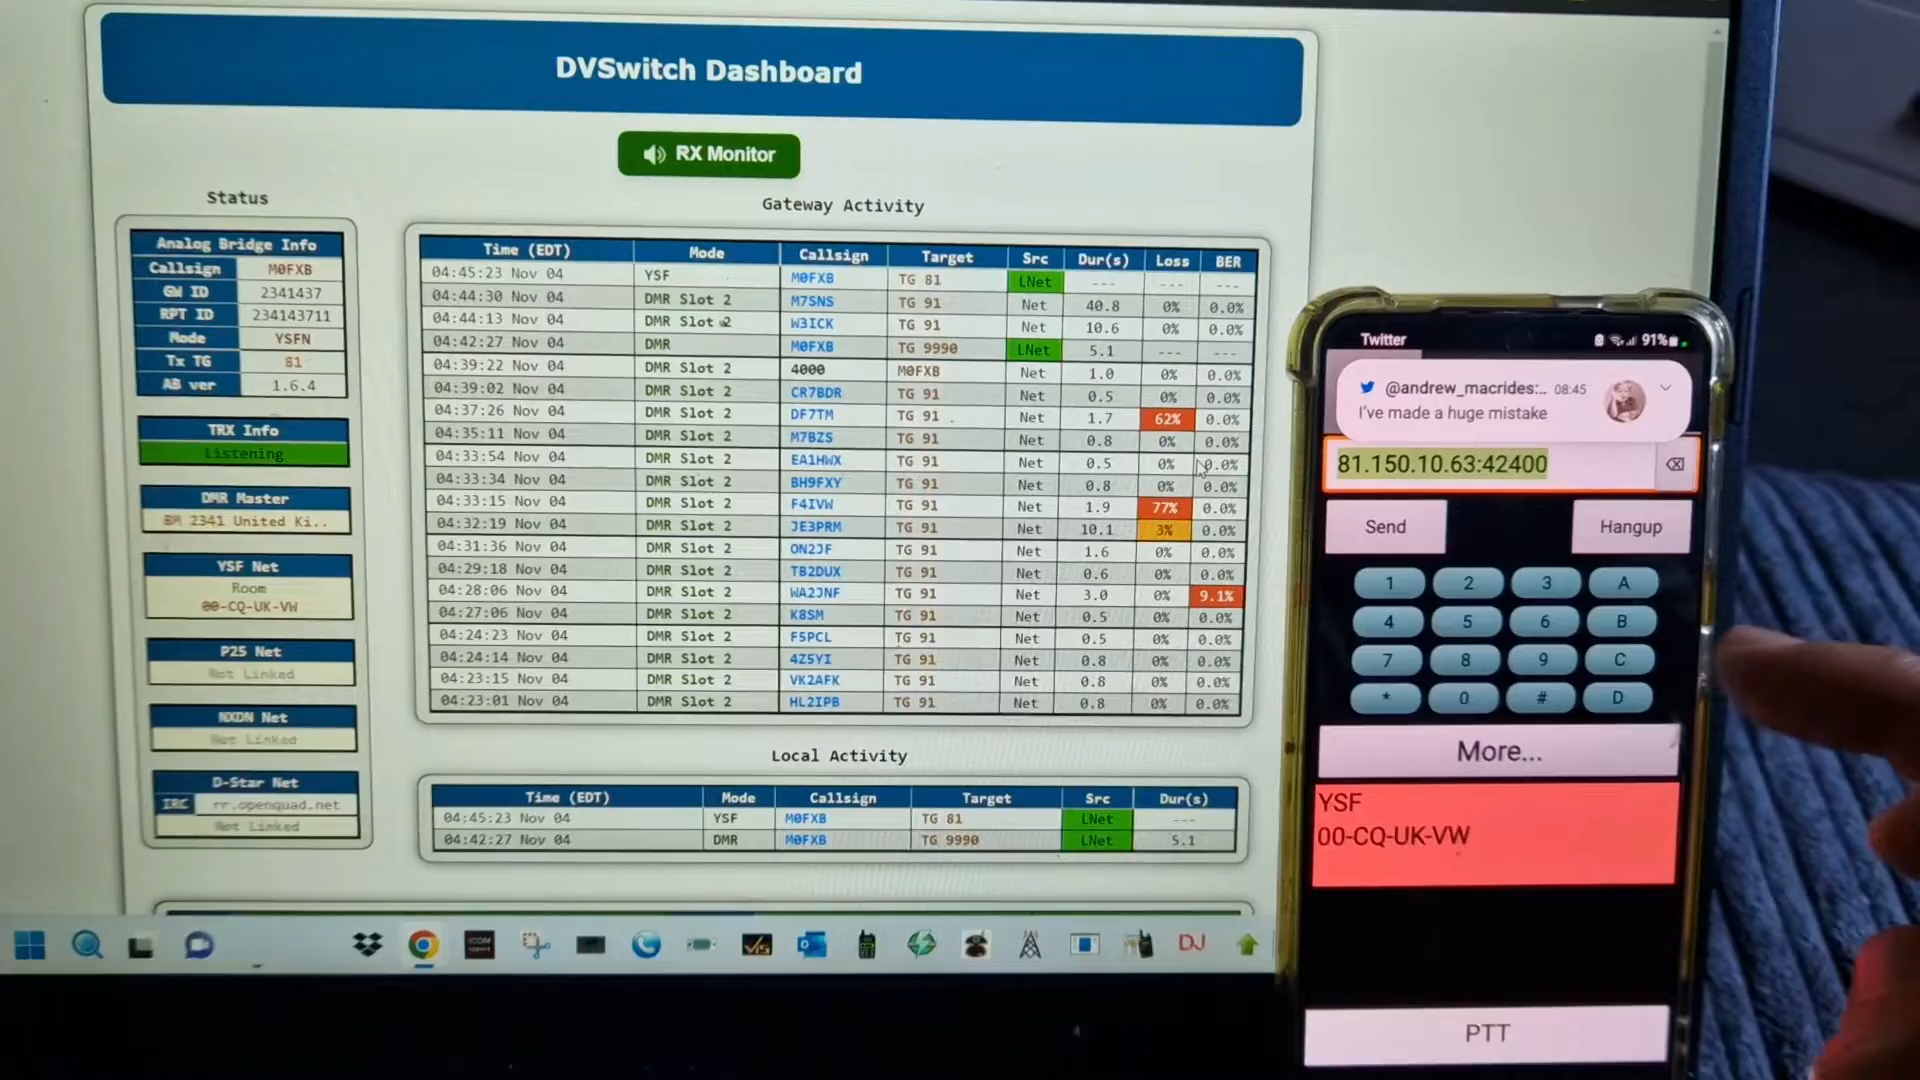 DVSwitch Dashboard
RX Monitor
Status
Analog Bridge Info
Callsign M0FXB
GW ID 2341437
RPT ID 234143711
Mode YSFN
Tx TG 81
AB ver 1.6.4
TRX Info
Listening
DMR Master
BM 2341 United Ki..
YSF Net
Room
00-CQ-UK-VW
P25 Net
Not Linked
NXDN Net
Not Linked
D-Star Net
IRC rr.openquad.net
Not Linked
Gateway Activity
Time (EDT) Mode Callsign Target Src Dur(s) Loss BER
04:45:23 Nov 04 YSF M0FXB TG 81 LNet --- --- ---
04:44:30 Nov 04 DMR Slot 2 M7SNS TG 91 Net 40.8 0% 0.0%
04:44:13 Nov 04 DMR Slot 2 W3ICK TG 91 Net 10.6 0% 0.0%
04:42:27 Nov 04 DMR M0FXB TG 9990 LNet 5.1 --- ---
04:39:22 Nov 04 DMR Slot 2 4000 M0FXB Net 1.0 0% 0.0%
04:39:02 Nov 04 DMR Slot 2 CR7BDR TG 91 Net 0.5 0% 0.0%
04:37:26 Nov 04 DMR Slot 2 DF7TM TG 91 Net 1.7 62% 0.0%
04:35:11 Nov 04 DMR Slot 2 M7BZS TG 91 Net 0.8 0% 0.0%
04:33:54 Nov 04 DMR Slot 2 EA1HWX TG 91 Net 0.5 0% 0.0%
04:33:34 Nov 04 DMR Slot 2 BH9FXY TG 91 Net 0.8 0% 0.0%
04:33:15 Nov 04 DMR Slot 2 F4IVW TG 91 Net 1.9 77% 0.0%
04:32:19 Nov 04 DMR Slot 2 JE3PRM TG 91 Net 10.1 3% 0.0%
04:31:36 Nov 04 DMR Slot 2 ON2JF TG 91 Net 1.6 0% 0.0%
04:29:18 Nov 04 DMR Slot 2 TB2DUX TG 91 Net 0.6 0% 0.0%
04:28:06 Nov 04 DMR Slot 2 WA2JNF TG 91 Net 3.0 0% 9.1%
04:27:06 Nov 04 DMR Slot 2 K8SM TG 91 Net 0.5 0% 0.0%
04:24:23 Nov 04 DMR Slot 2 F5PCL TG 91 Net 0.5 0% 0.0%
04:24:14 Nov 04 DMR Slot 2 4Z5YI TG 91 Net 0.8 0% 0.0%
04:23:15 Nov 04 DMR Slot 2 VK2AFK TG 91 Net 0.8 0% 0.0%
04:23:01 Nov 04 DMR Slot 2 HL2IPB TG 91 Net 0.8 0% 0.0%
Local Activity
Time (EDT) Mode Callsign Target Src Dur(s)
04:45:23 Nov 04 YSF M0FXB TG 81 LNet ---
04:42:27 Nov 04 DMR M0FXB TG 9990 LNet 5.1
DJ
Twitter 91%
@andrew_macrides:... 08:45
I've made a huge mistake
81.150.10.63:42400
Send Hangup
1 2 3 A
4 5 6 B
7 8 9 C
* 0 # D
More...
YSF
00-CQ-UK-VW
PTT